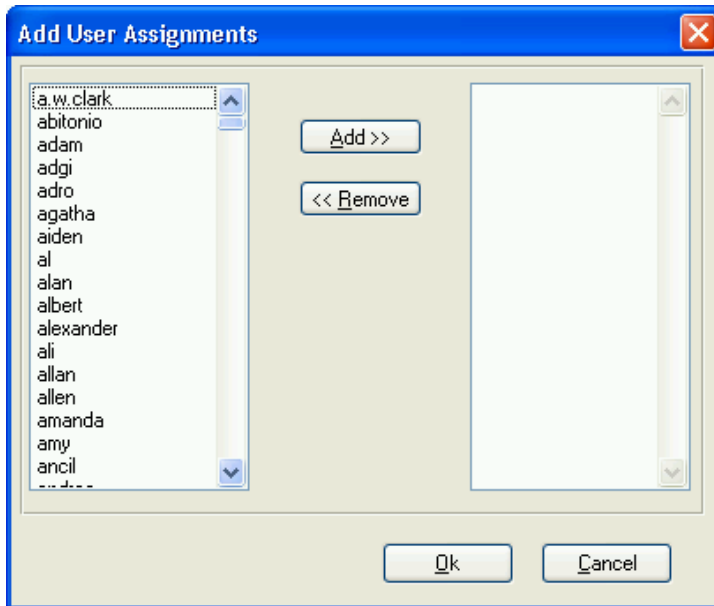 Add User Assignments
a.w.clark
abitonio
adam
adgi
adro
agatha
aiden
al
alan
albert
alexander
ali
allan
allen
amanda
amy
ancil
Add >>
<< Remove
Ok
Cancel